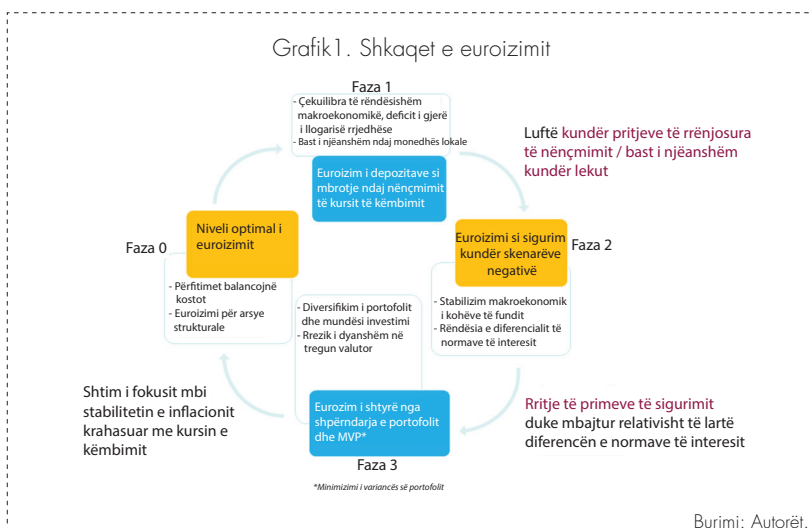 Grafik1. Shkaqet e euroizimit
Faza 1
- Çekuilibra të rëndësishëm
makroekonomikë, deficit i gjerë
i llogarisë rrjedhëse
- Bast i njëanshëm ndaj monedhës lokale
Euroizim i depozitave si
mbrotje ndaj nënçmimit
të kursit të këmbimit
Luftë kundër pritjeve të rrënjosura
të nënçmimit / bast i njëanshëm
kundër lekut
Faza 0
Niveli optimal i
euroizimit
- Përfitimet balancojnë
kostot
- Euroizimi për arsye
strukturale
Euroizimi si sigurim
kundër skenarëve
negativë
Faza 2
- Stabilizim makroekonomik
i kohëve të fundit
- Rëndësia e diferencialit të
normave të interesit
- Diversifikim i portofolit
dhe mundësi investimi
- Rrezik i dyanshëm në
tregun valutor
Eurozim i shtyrë nga
shpërndarja e portofolit
dhe MVP*
Faza 3
*Minimizimi i variancës së portofolit
Shtim i fokusit mbi
stabilitetin e inflacionit
krahasuar me kursin e
këmbimit
Rritje të primeve të sigurimit
duke mbajtur relativisht të lartë
diferencën e normave të interesit
Burimi: Autorët.